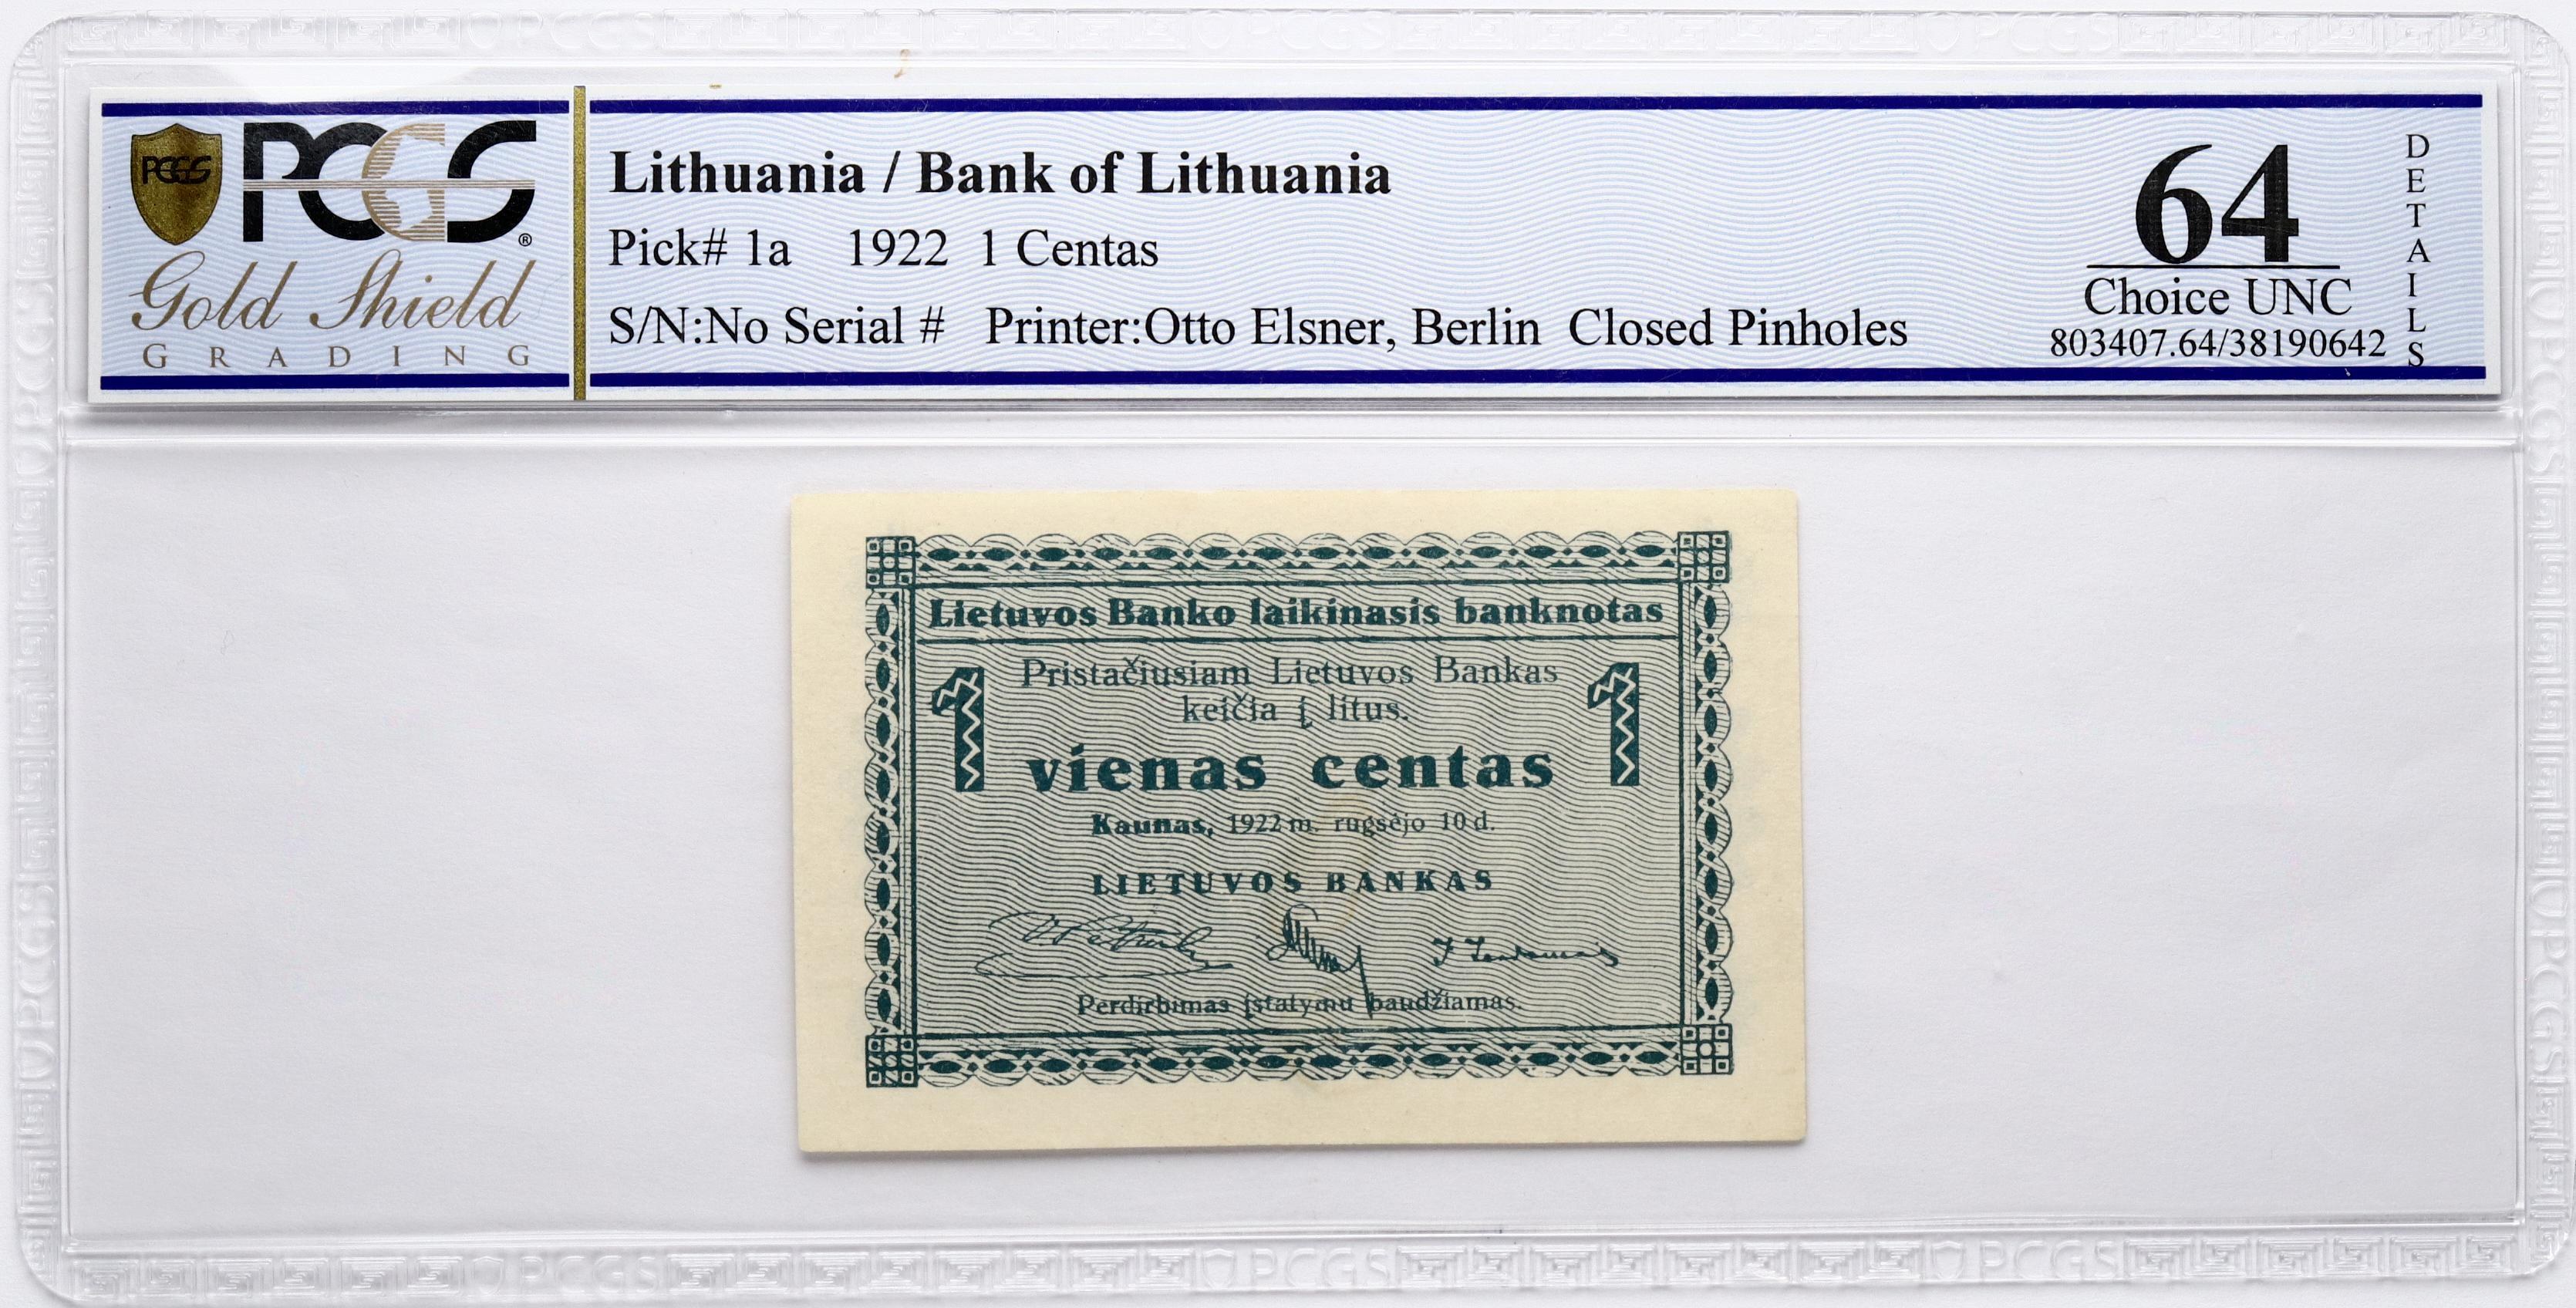 PCGS
PCGS®
Gold Shield
GRADING
Lithuania / Bank of Lithuania
Pick# 1a 1922 1 Centas
S/N:No Serial # Printer:Otto Elsner, Berlin Closed Pinholes
64
Choice UNC
803407.64/38190642
DETAILS
Lietuvos Banko laikinasis banknotas
1 Pristačiusiam Lietuvos Bankas 1
keičia į litus.
vienas centas
Kaunas, 1922 m. rugsėjo 10 d.
LIETUVOS BANKAS
Perdirbimas įstatymu baudžiamas.